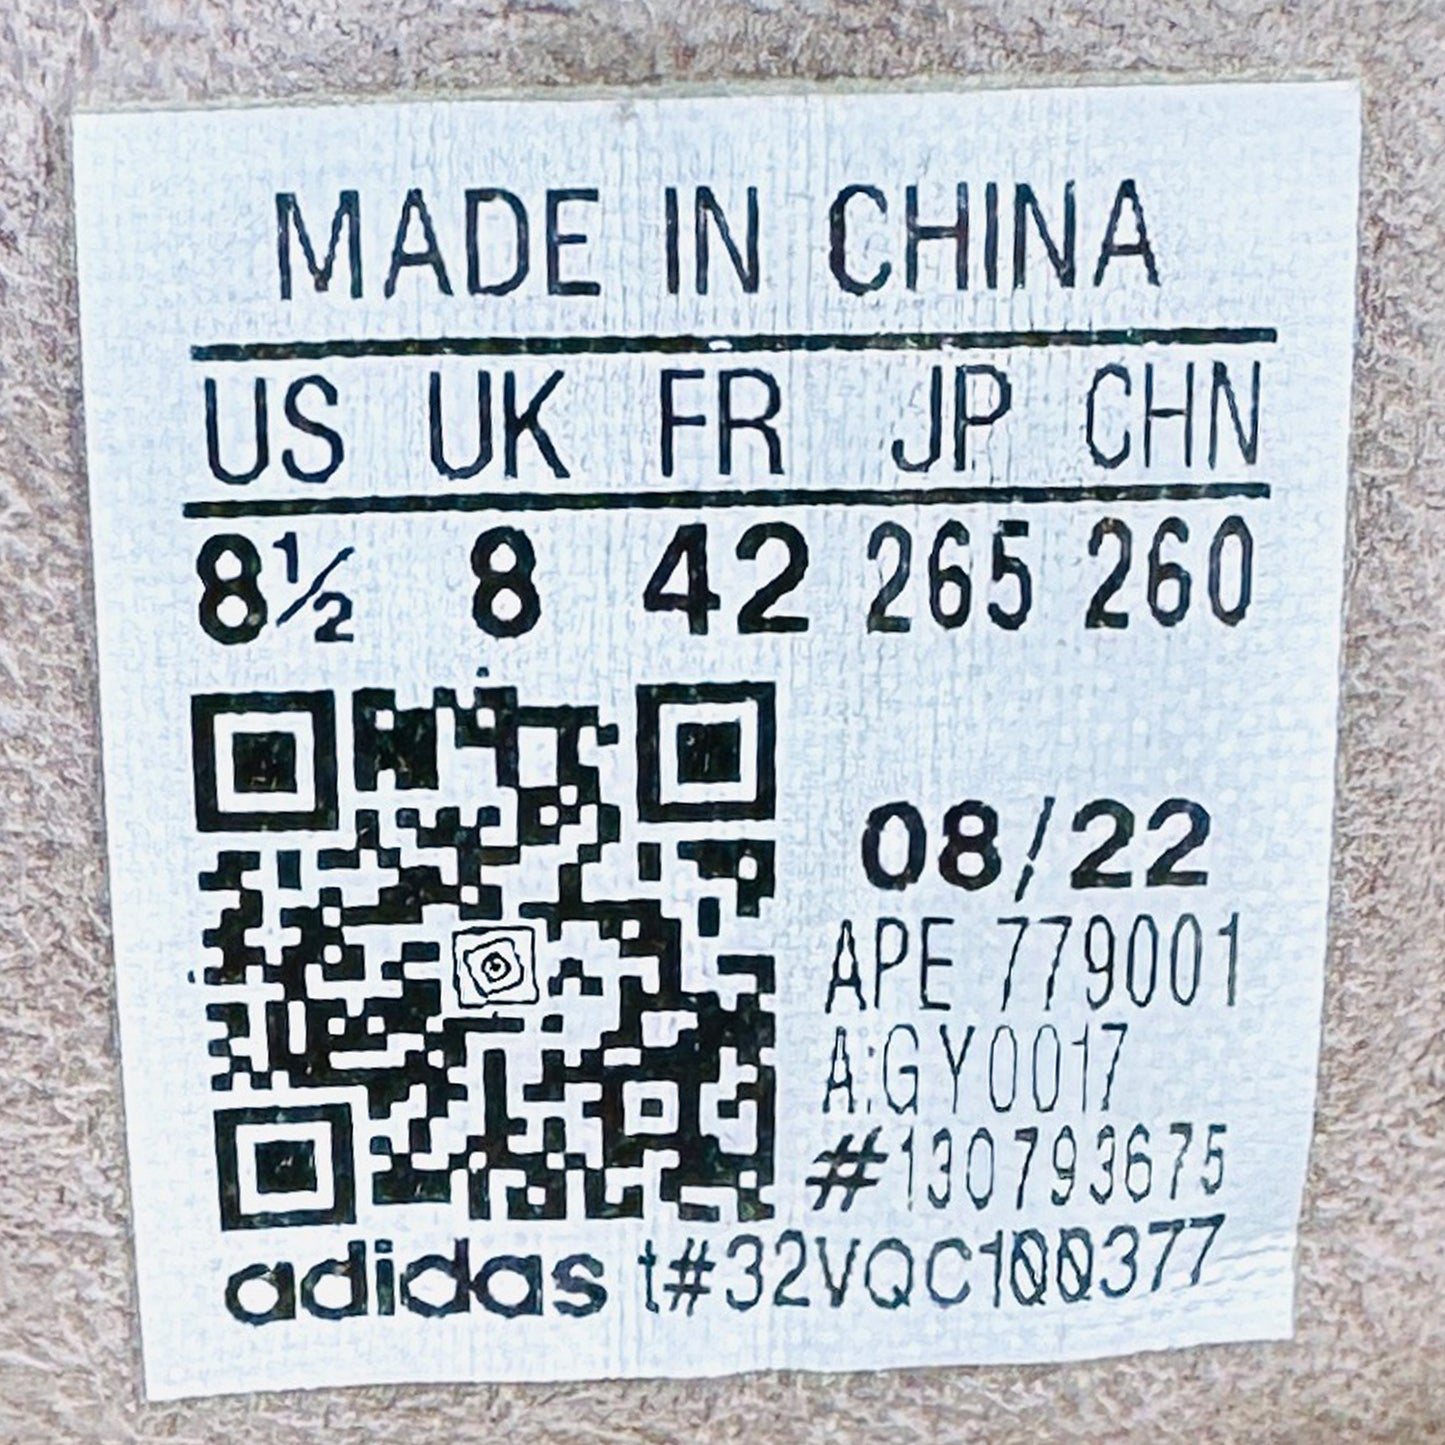 MADE IN CHINA
US UK FR JP CHN
8½ 8 42 265 260
08/22
APE 779001
A:GY0017
#130793675
adidas t#32VQC100377